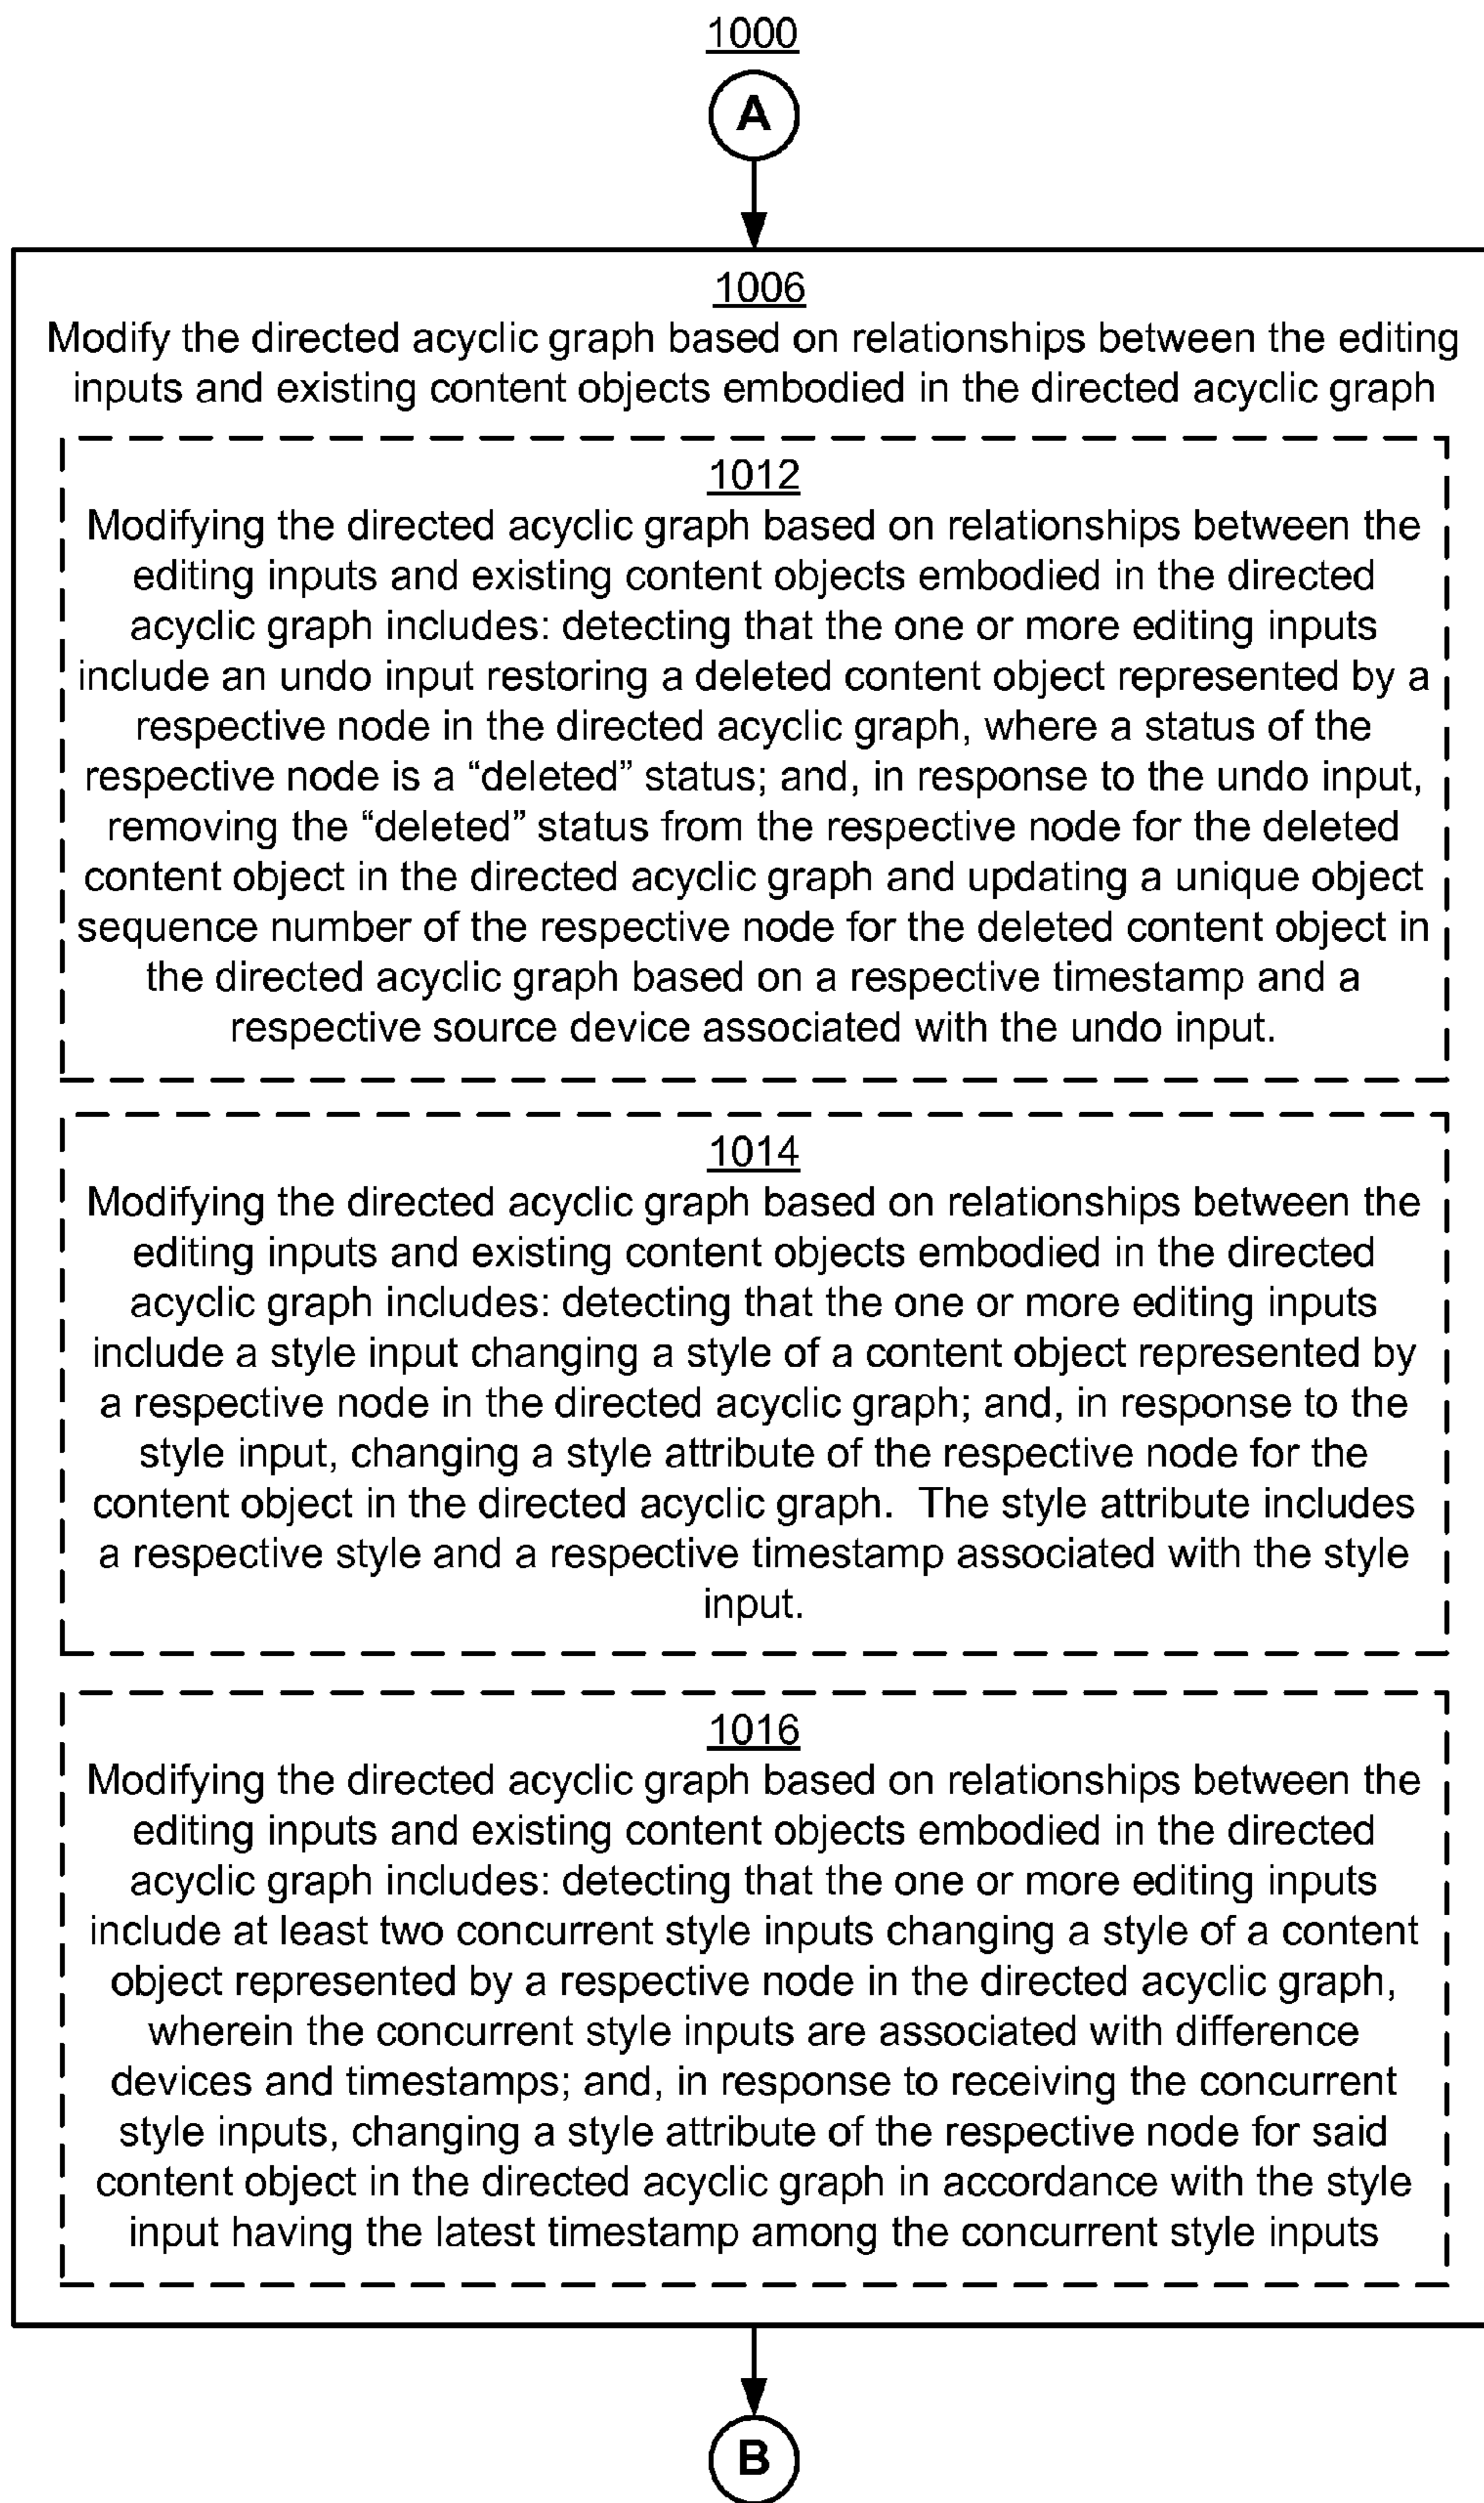 1000
A
1006
Modify the directed acyclic graph based on relationships between the editing
inputs and existing content objects embodied in the directed acyclic graph
1012
Modifying the directed acyclic graph based on relationships between the
editing inputs and existing content objects embodied in the directed
acyclic graph includes: detecting that the one or more editing inputs
include an undo input restoring a deleted content object represented by a
respective node in the directed acyclic graph, where a status of the
respective node is a “deleted” status; and, in response to the undo input,
removing the “deleted” status from the respective node for the deleted
content object in the directed acyclic graph and updating a unique object
sequence number of the respective node for the deleted content object in
the directed acyclic graph based on a respective timestamp and a
respective source device associated with the undo input.
1014
Modifying the directed acyclic graph based on relationships between the
editing inputs and existing content objects embodied in the directed
acyclic graph includes: detecting that the one or more editing inputs
include a style input changing a style of a content object represented by
a respective node in the directed acyclic graph; and, in response to the
style input, changing a style attribute of the respective node for the
content object in the directed acyclic graph.  The style attribute includes
a respective style and a respective timestamp associated with the style
input.
1016
Modifying the directed acyclic graph based on relationships between the
editing inputs and existing content objects embodied in the directed
acyclic graph includes: detecting that the one or more editing inputs
include at least two concurrent style inputs changing a style of a content
object represented by a respective node in the directed acyclic graph,
wherein the concurrent style inputs are associated with difference
devices and timestamps; and, in response to receiving the concurrent
style inputs, changing a style attribute of the respective node for said
content object in the directed acyclic graph in accordance with the style
input having the latest timestamp among the concurrent style inputs
B